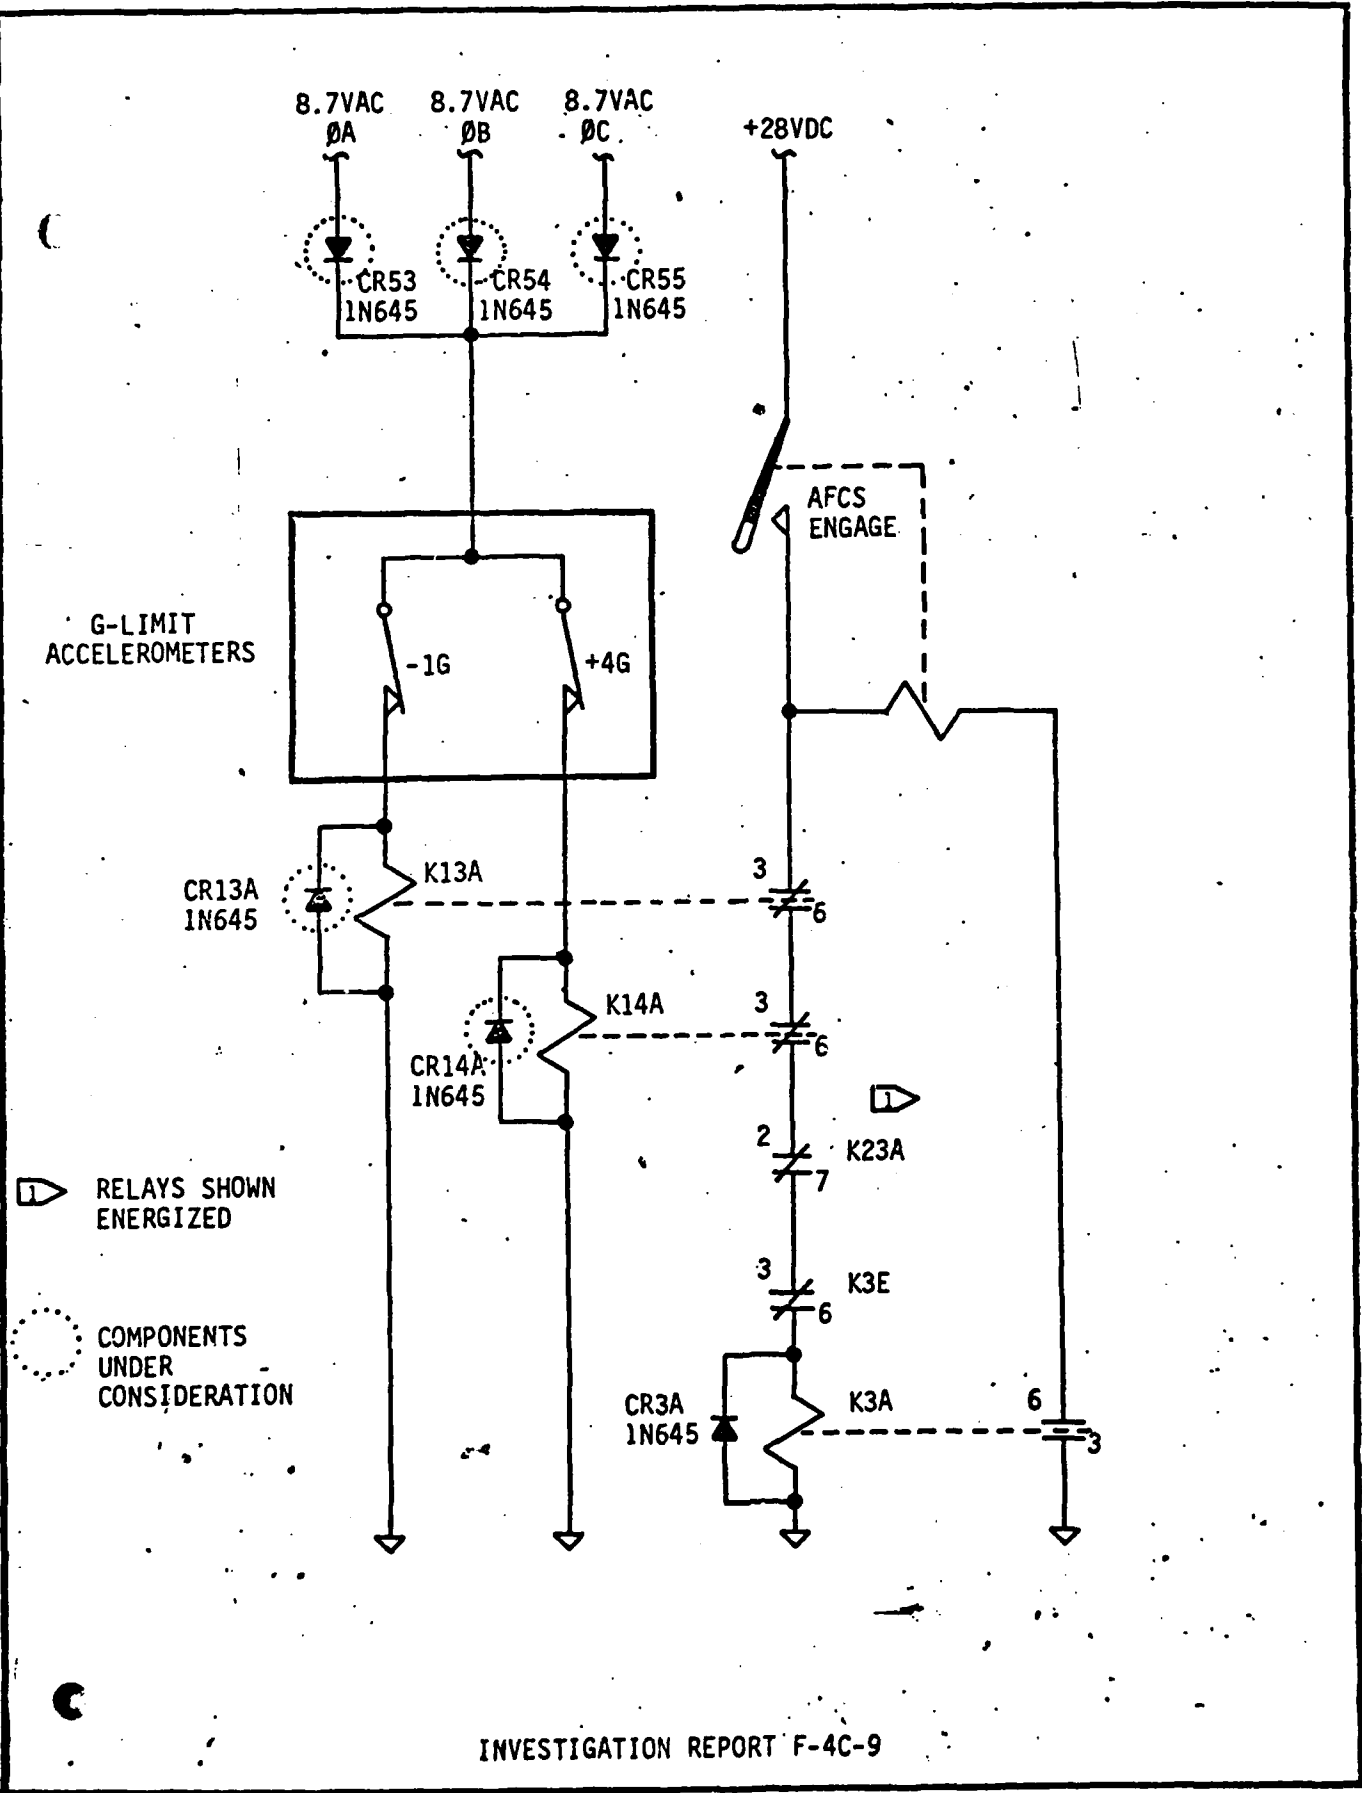 8.7VAC 8.7VAC 8.7VAC
ØA ØB ØC
+28VDC
CR53
1N645
CR54
1N645
CR55
1N645
AFCS
ENGAGE
G-LIMIT
ACCELEROMETERS
-1G
+4G
K13A
3
6
CR13A
1N645
K14A
3
6
CR14A
1N645
1
2
7
K23A
1
RELAYS SHOWN
ENERGIZED
3
6
K3E
COMPONENTS
UNDER
CONSIDERATION
CR3A
1N645
K3A
6
3
INVESTIGATION REPORT F-4C-9